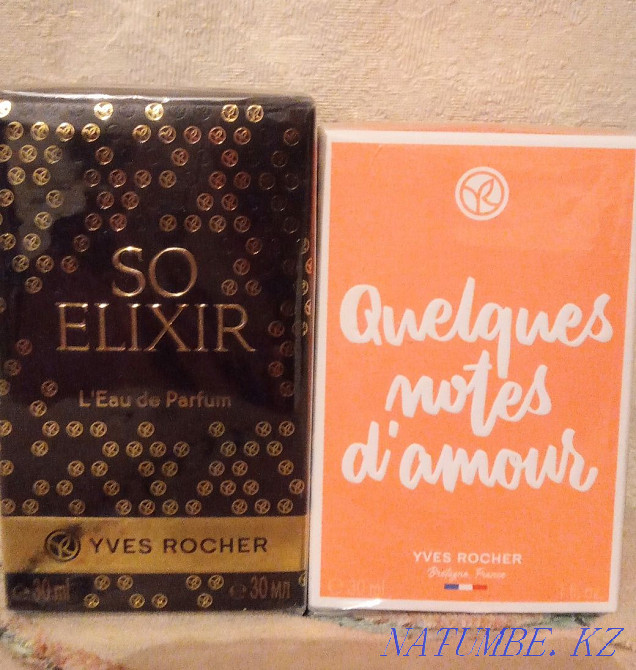 SO
ELIXIR
L'Eau de Parfum
YVES ROCHER
℮ 30 ml ℮ 30 мл
Quelques
notes
d'amour
YVES ROCHER
Bretagne, France
℮ 30 ml
NATUMBE.KZ